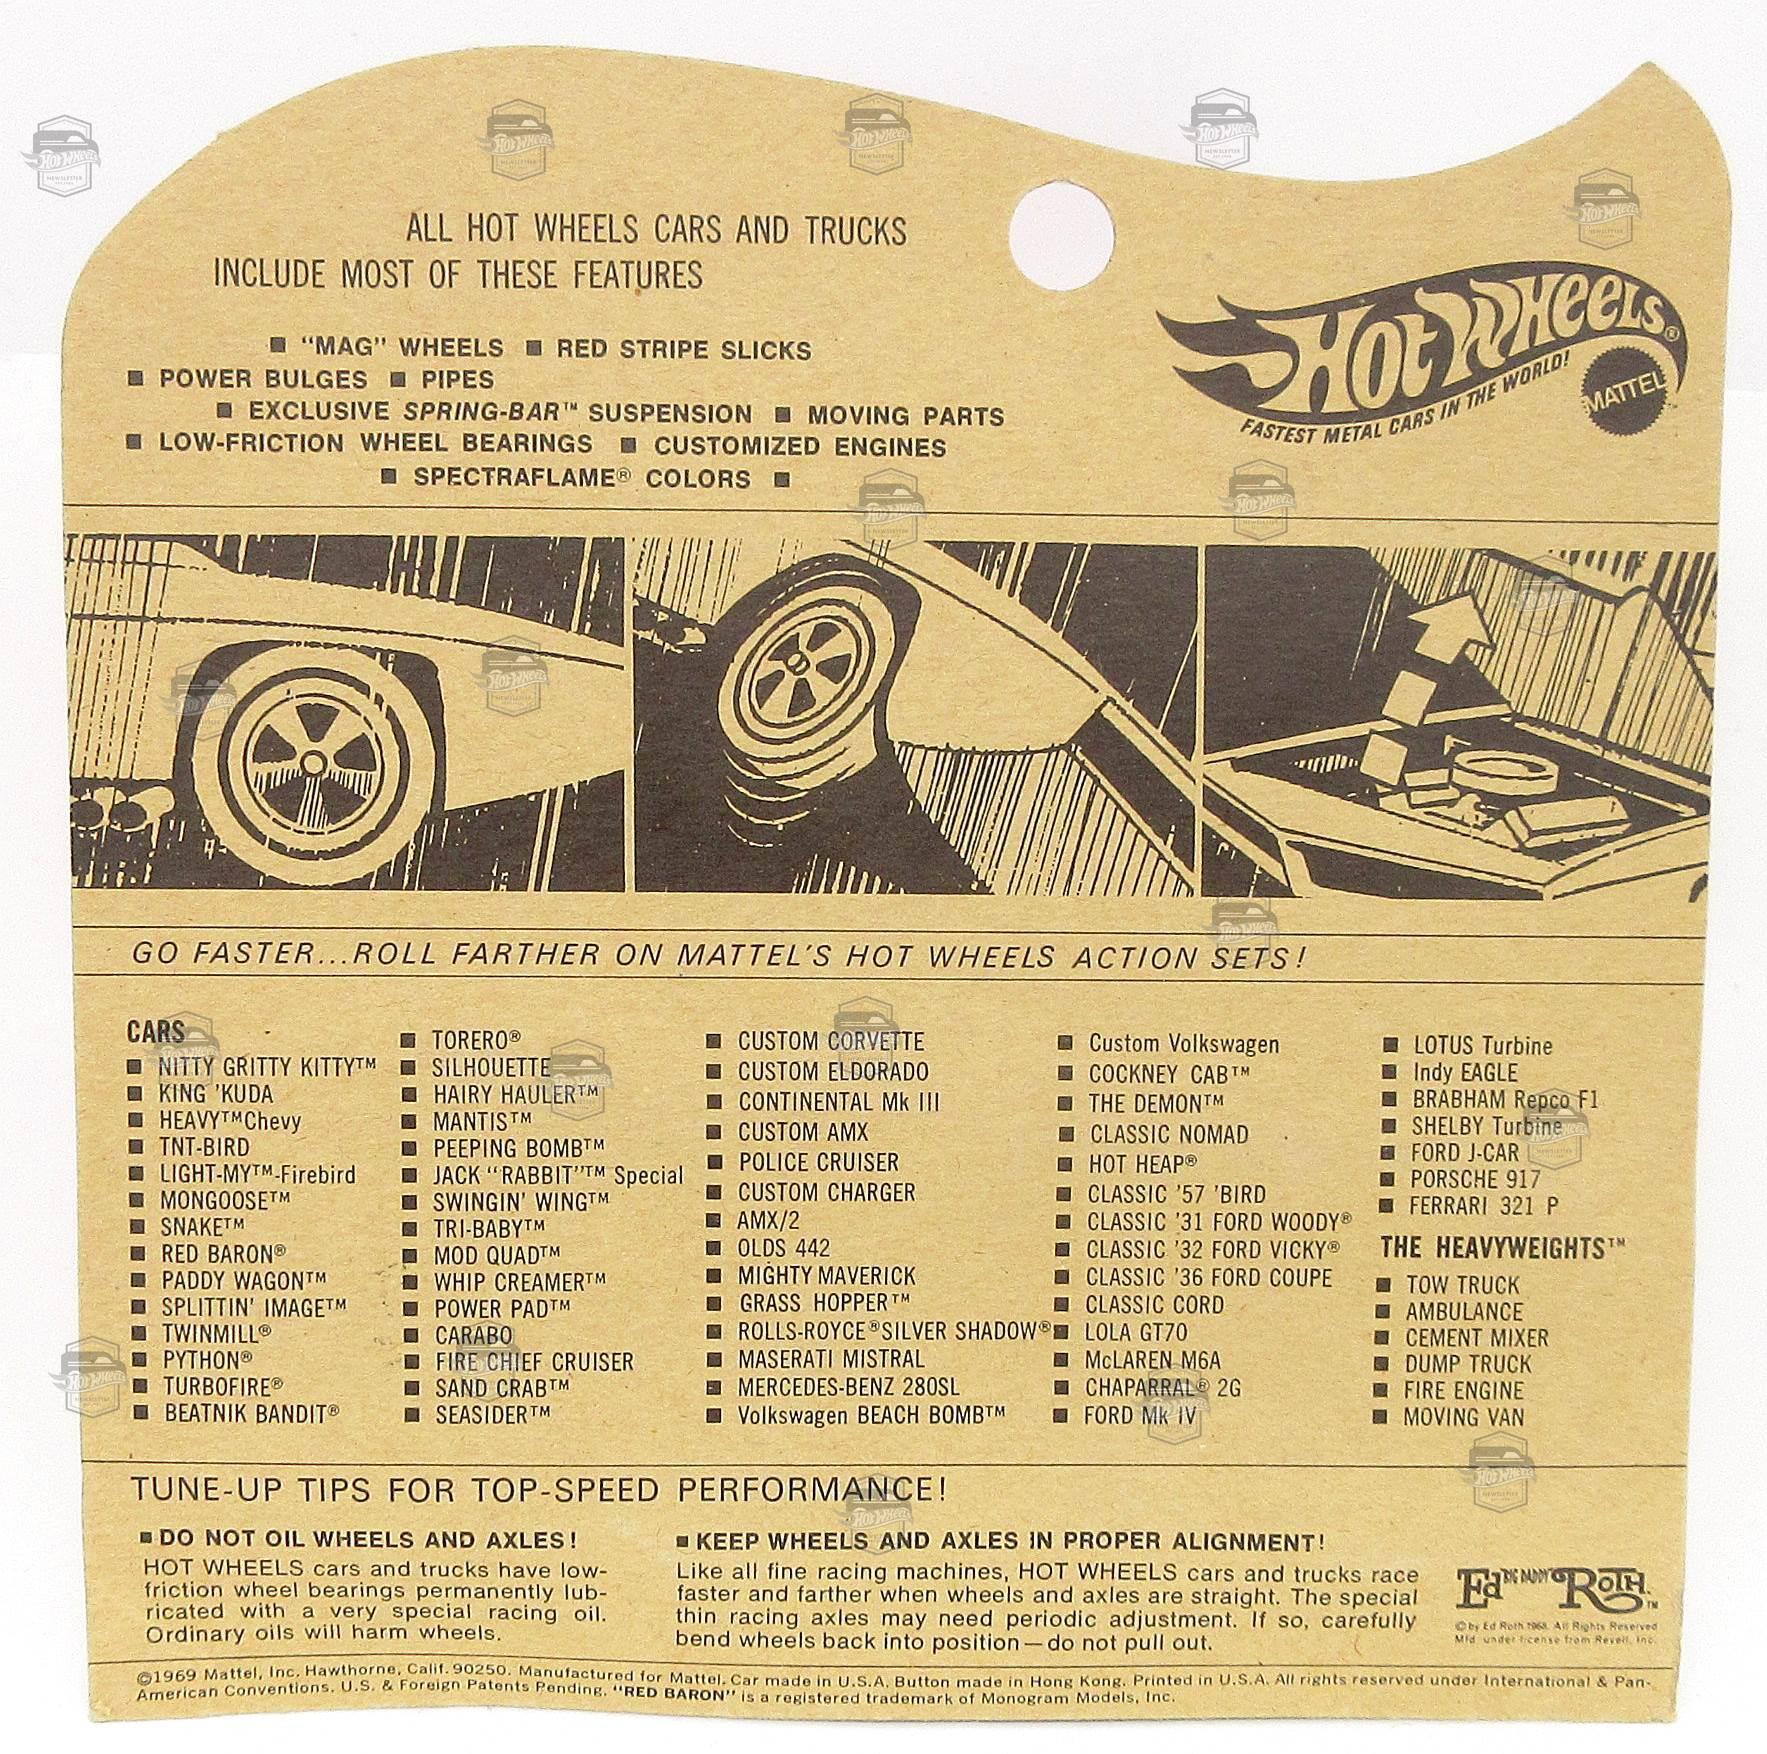 ALL HOT WHEELS CARS AND TRUCKS
INCLUDE MOST OF THESE FEATURES
■ "MAG" WHEELS ■ RED STRIPE SLICKS
■ POWER BULGES ■ PIPES
■ EXCLUSIVE SPRING-BAR™ SUSPENSION ■ MOVING PARTS
■ LOW-FRICTION WHEEL BEARINGS ■ CUSTOMIZED ENGINES
■ SPECTRAFLAME® COLORS ■
HOT WHEELS®
FASTEST METAL CARS IN THE WORLD!
MATTEL
GO FASTER...ROLL FARTHER ON MATTEL'S HOT WHEELS ACTION SETS!
CARS
■ NITTY GRITTY KITTY™
■ KING 'KUDA
■ HEAVY™Chevy
■ TNT-BIRD
■ LIGHT-MY™-Firebird
■ MONGOOSE™
■ SNAKE™
■ RED BARON®
■ PADDY WAGON™
■ SPLITTIN' IMAGE™
■ TWINMILL®
■ PYTHON®
■ TURBOFIRE®
■ BEATNIK BANDIT®
■ TORERO®
■ SILHOUETTE
■ HAIRY HAULER™
■ MANTIS™
■ PEEPING BOMB™
■ JACK "RABBIT"™ Special
■ SWINGIN' WING™
■ TRI-BABY™
■ MOD QUAD™
■ WHIP CREAMER™
■ POWER PAD™
■ CARABO
■ FIRE CHIEF CRUISER
■ SAND CRAB™
■ SEASIDER™
■ CUSTOM CORVETTE
■ CUSTOM ELDORADO
■ CONTINENTAL Mk III
■ CUSTOM AMX
■ POLICE CRUISER
■ CUSTOM CHARGER
■ AMX/2
■ OLDS 442
■ MIGHTY MAVERICK
■ GRASS HOPPER™
■ ROLLS-ROYCE®SILVER SHADOW®
■ MASERATI MISTRAL
■ MERCEDES-BENZ 280SL
■ Volkswagen BEACH BOMB™
■ Custom Volkswagen
■ COCKNEY CAB™
■ THE DEMON™
■ CLASSIC NOMAD
■ HOT HEAP®
■ CLASSIC '57 'BIRD
■ CLASSIC '31 FORD WOODY®
■ CLASSIC '32 FORD VICKY®
■ CLASSIC '36 FORD COUPE
■ CLASSIC CORD
■ LOLA GT70
■ McLAREN M6A
■ CHAPARRAL® 2G
■ FORD Mk IV
■ LOTUS Turbine
■ Indy EAGLE
■ BRABHAM Repco F1
■ SHELBY Turbine
■ FORD J-CAR
■ PORSCHE 917
■ FERRARI 321 P
THE HEAVYWEIGHTS™
■ TOW TRUCK
■ AMBULANCE
■ CEMENT MIXER
■ DUMP TRUCK
■ FIRE ENGINE
■ MOVING VAN
TUNE-UP TIPS FOR TOP-SPEED PERFORMANCE!
■ DO NOT OIL WHEELS AND AXLES!
HOT WHEELS cars and trucks have low-
friction wheel bearings permanently lub-
ricated with a very special racing oil.
Ordinary oils will harm wheels.
■ KEEP WHEELS AND AXLES IN PROPER ALIGNMENT!
Like all fine racing machines, HOT WHEELS cars and trucks race
faster and farther when wheels and axles are straight. The special
thin racing axles may need periodic adjustment. If so, carefully
bend wheels back into position—do not pull out.
Ed "BIG DADDY" ROTH™
© by Ed Roth 1968. All Rights Reserved
Mfd. under license from Revell, Inc.
©1969 Mattel, Inc. Hawthorne, Calif. 90250. Manufactured for Mattel. Car made in U.S.A. Button made in Hong Kong. Printed in U.S.A. All rights reserved under International & Pan-
American Conventions. U.S. & Foreign Patents Pending. "RED BARON" is a registered trademark of Monogram Models, Inc.